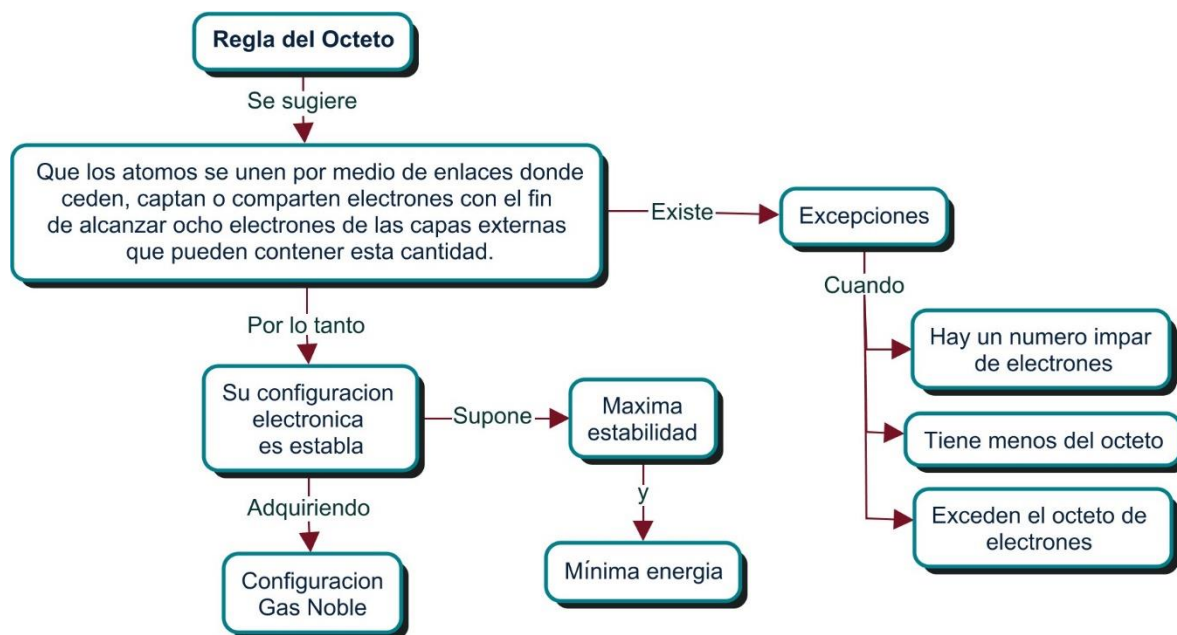 Regla del Octeto
Se sugiere
Que los atomos se unen por medio de enlaces donde
ceden, captan o comparten electrones con el fin
de alcanzar ocho electrones de las capas externas
que pueden contener esta cantidad.
Existe
Excepciones
Cuando
Hay un numero impar
de electrones
Tiene menos del octeto
Exceden el octeto de
electrones
Por lo tanto
Su configuracion
electronica
es establa
Supone
Maxima
estabilidad
y
Mínima energia
Adquiriendo
Configuracion
Gas Noble